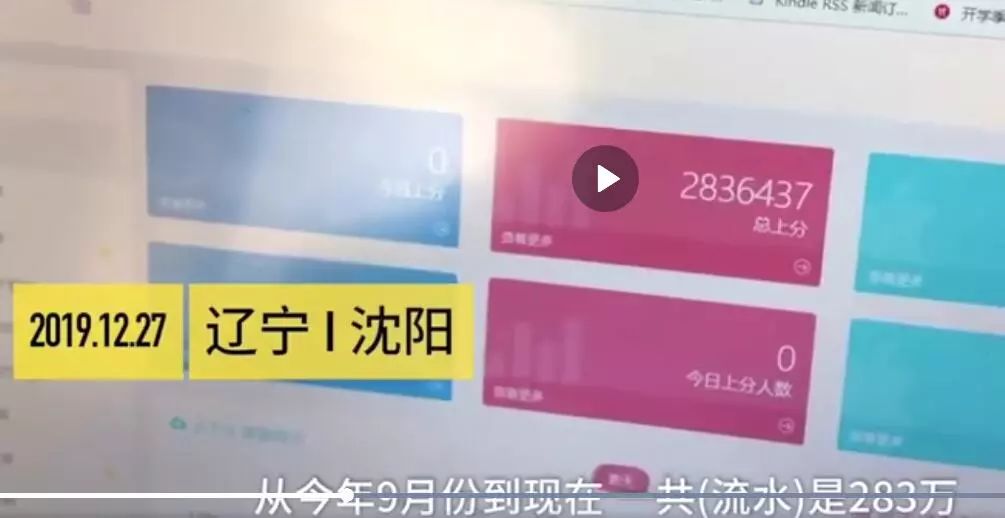 Kindle RSS 新闻订...
开学季
0
今日上分
2836437
总上分
查看更多
0
今日上分人数
查看更多
2019.12.27
辽宁 | 沈阳
从今年9月份到现在 一共(流水)是283万